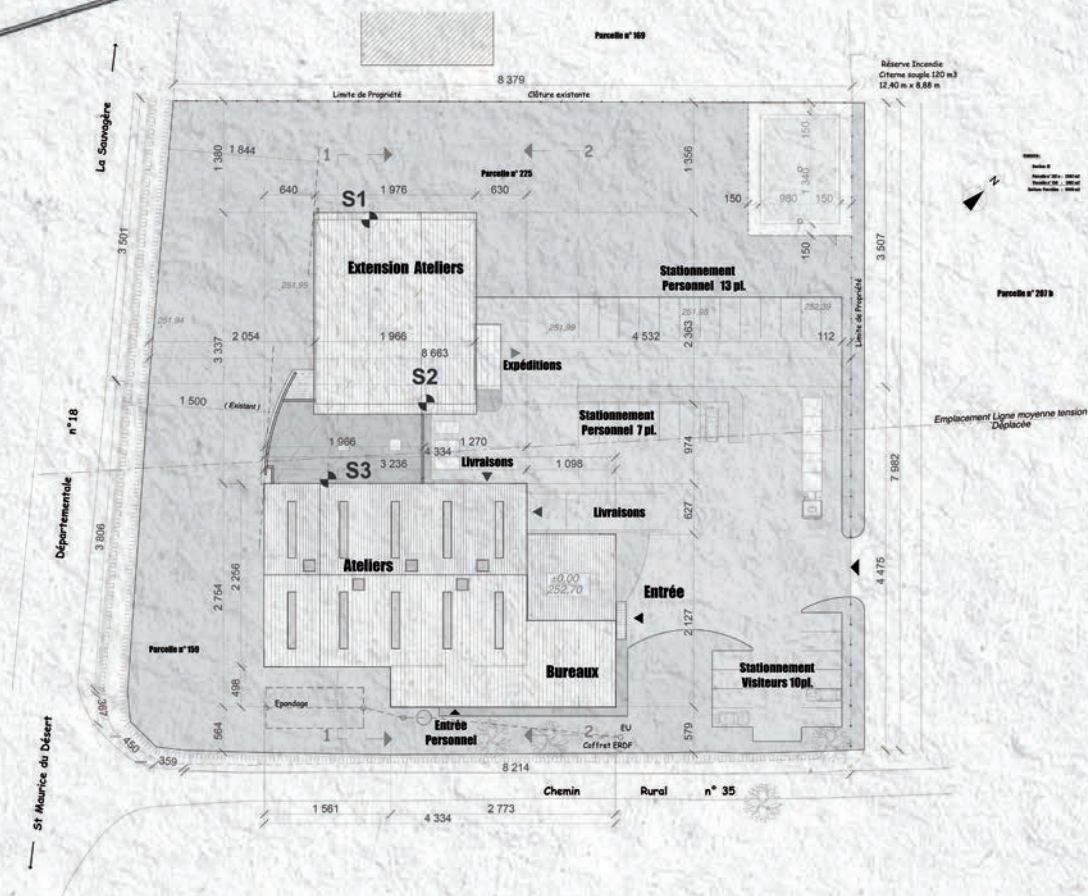 Parcelle n° 169
Réserve Incendie
Citerne souple 120 m3
12,40 m x 8,88 m
8 379
Limite de Propriété
Clôture existante
La Sauvagère
1 380
1 844
1
2
1 356
150
Parcelle n° 225
640
1 976
630
1 340
150
980
150
S1
3 501
150
3 507
Extension Ateliers
Stationnement
Personnel 13 pl.
251,95
Parcelle n° 207 b
251,94
251,99
251,98
252,39
Limite de Propriété
3 337
2 054
1 966
4 532
2 363
112
8 663
Expéditions
S2
1 500
( Existant )
Stationnement
Personnel 7 pl.
Emplacement Ligne moyenne tension
Déplacée
n°18
1 966
4 334
1 270
974
3 236
Livraisons
1 098
S3
7 982
Départementale
Livraisons
627
3 806
Ateliers
±0,00
252,70
4 475
2 754
2 256
Entrée
2 127
Parcelle n° 159
Bureaux
Stationnement
Visiteurs 10pl.
498
Epandage
367
564
1
Entrée
Personnel
2
EU
Coffret ERDF
579
450
359
8 214
St Maurice du Désert
Chemin Rural n° 35
1 561
2 773
4 334